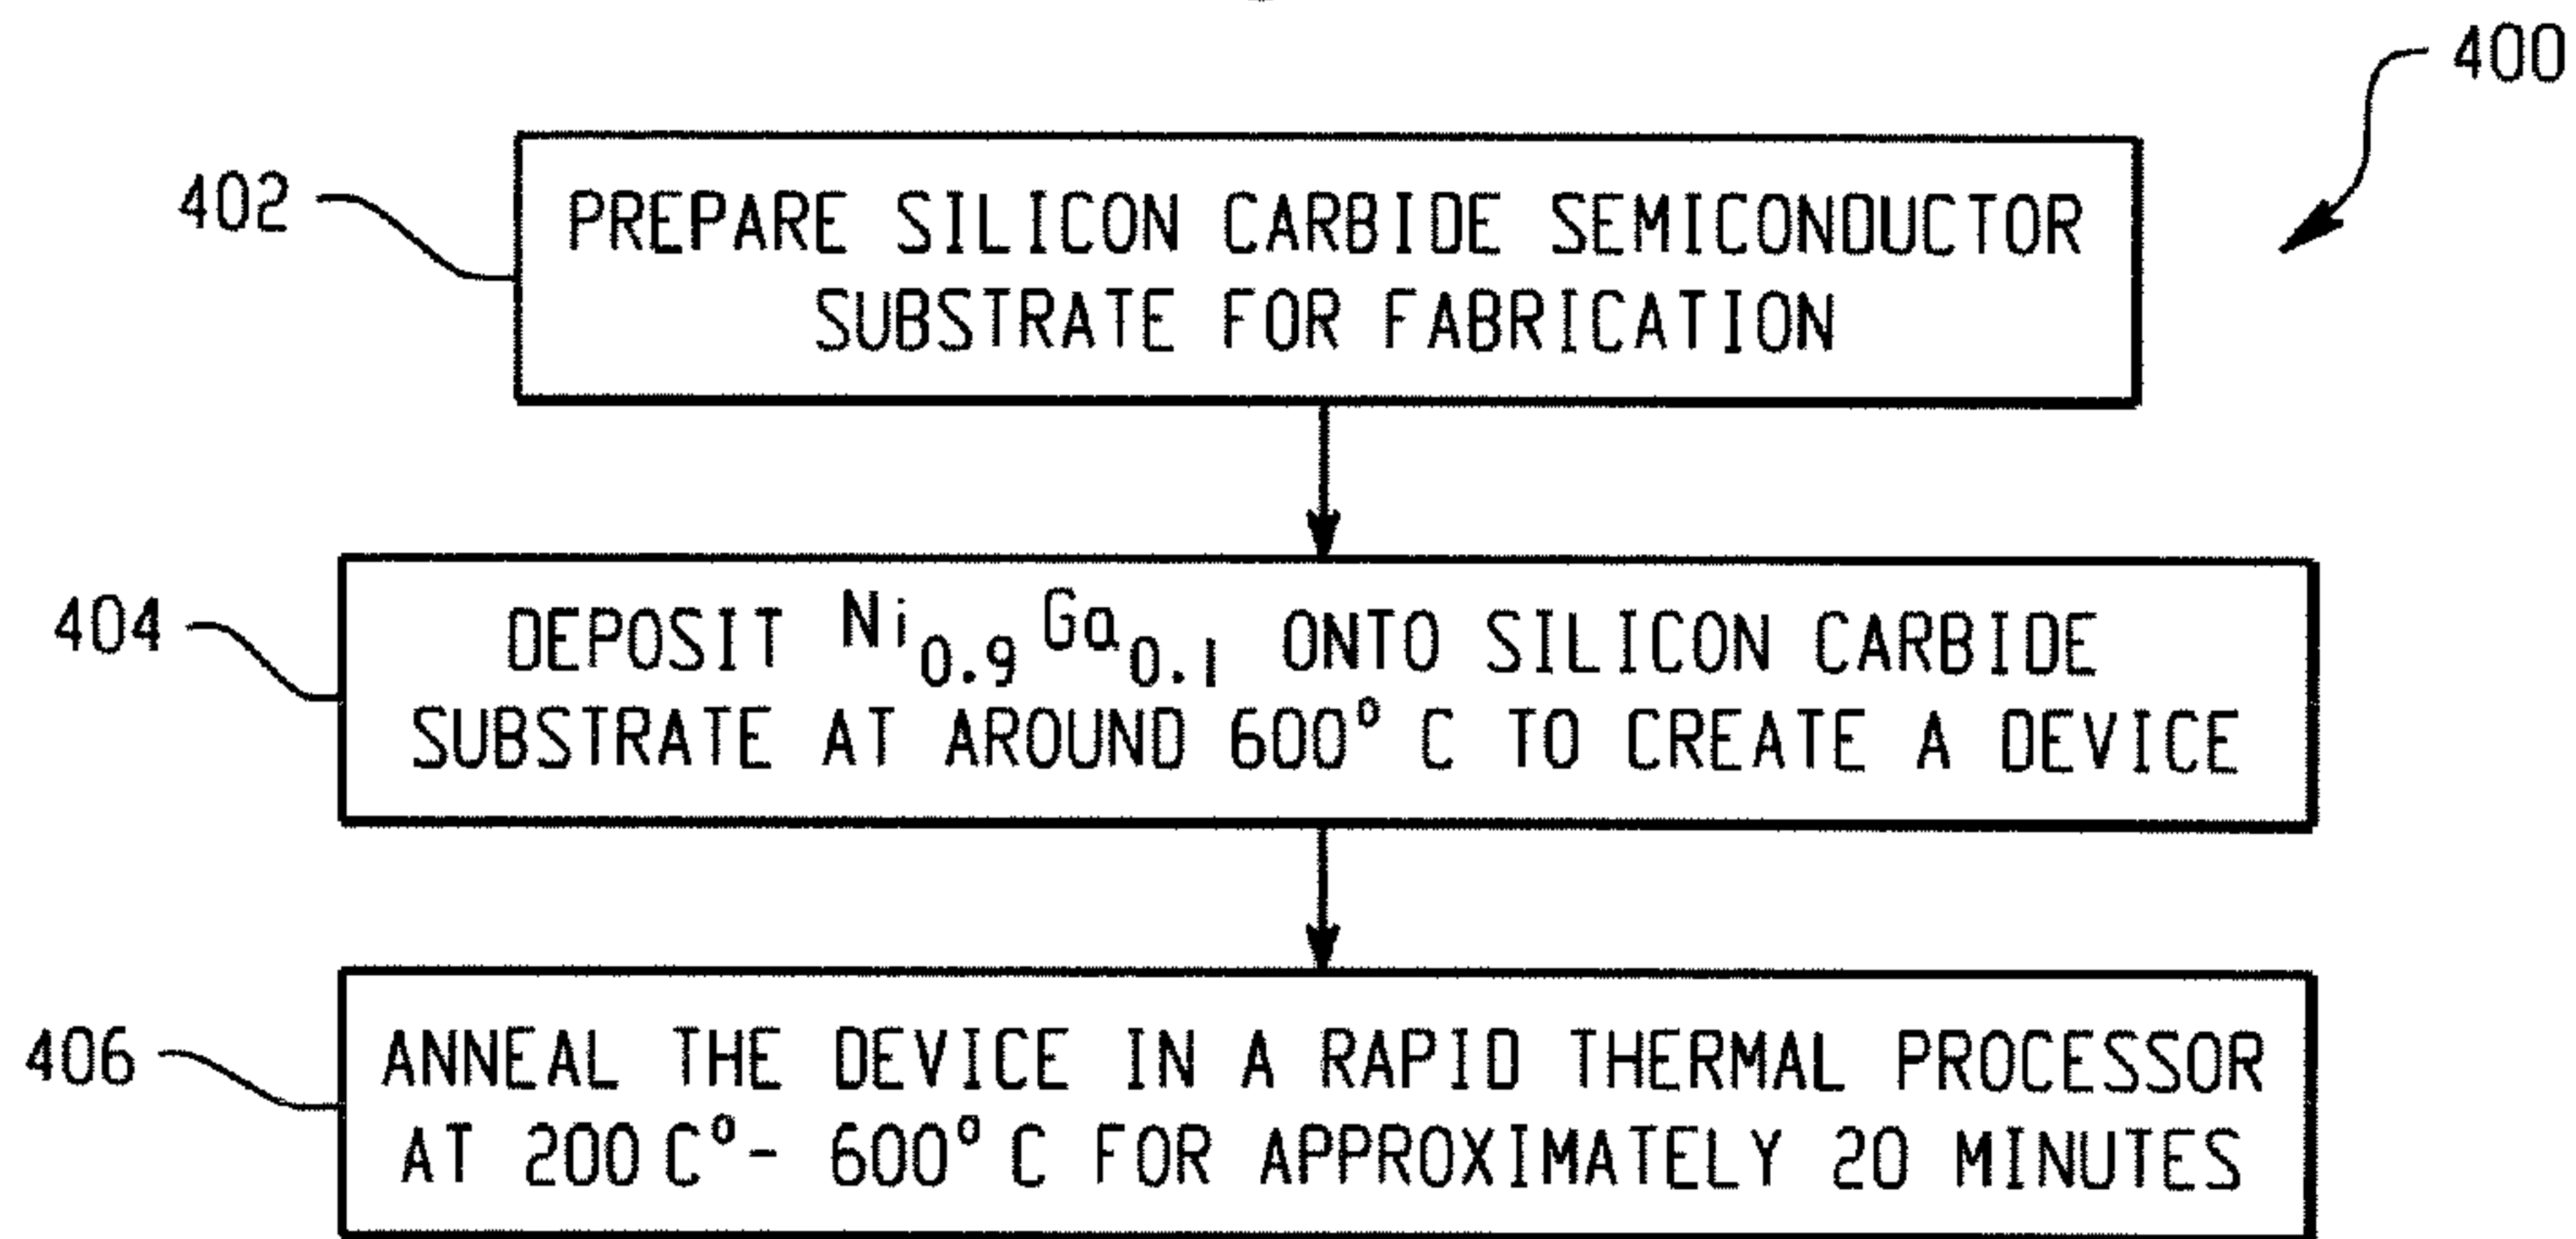 400
402
PREPARE SILICON CARBIDE SEMICONDUCTOR
SUBSTRATE FOR FABRICATION
404
DEPOSIT Ni0.9 Ga0.1 ONTO SILICON CARBIDE
SUBSTRATE AT AROUND 600° C TO CREATE A DEVICE
406
ANNEAL THE DEVICE IN A RAPID THERMAL PROCESSOR
AT 200 C°- 600° C FOR APPROXIMATELY 20 MINUTES